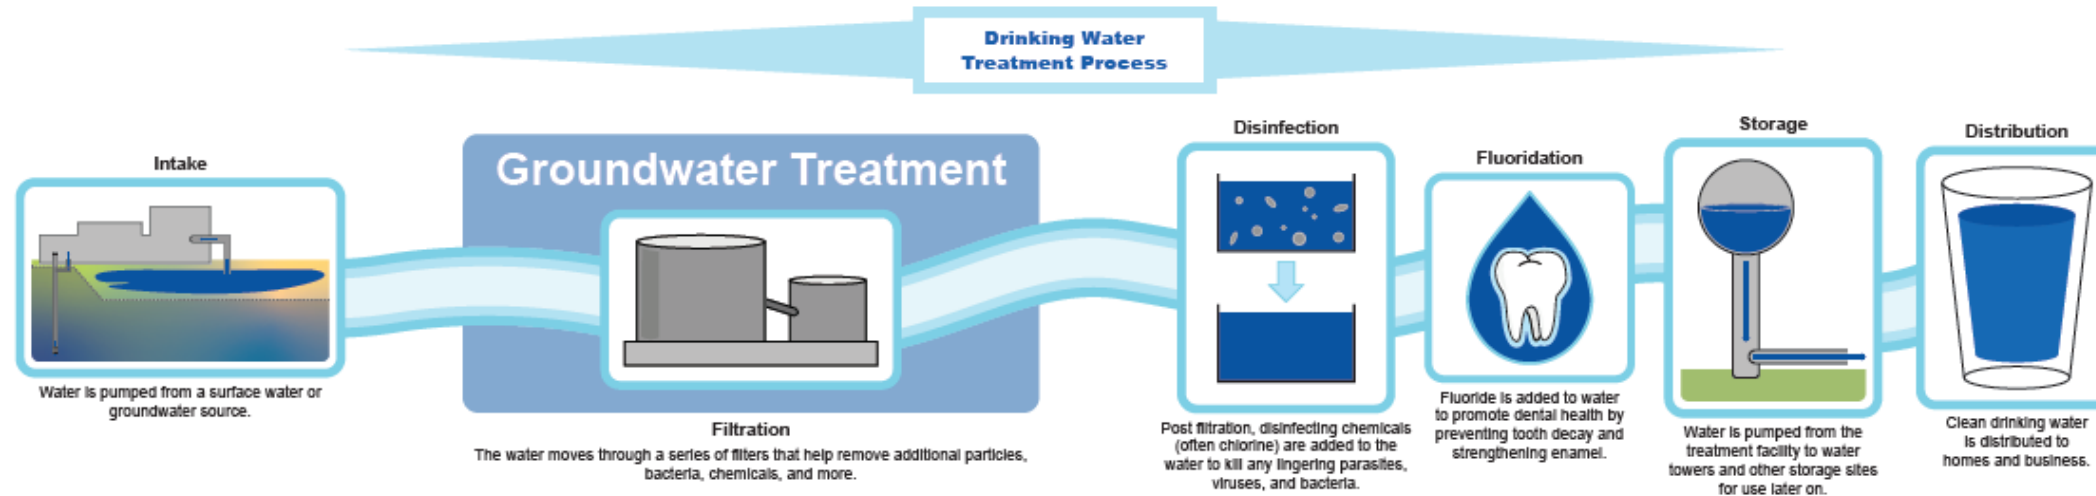 Drinking Water
Treatment Process
Intake
Water is pumped from a surface water or
groundwater source.
Groundwater Treatment
Filtration
The water moves through a series of filters that help remove additional particles,
bacteria, chemicals, and more.
Disinfection
Post filtration, disinfecting chemicals
(often chlorine) are added to the
water to kill any lingering parasites,
viruses, and bacteria.
Fluoridation
Fluoride is added to water
to promote dental health by
preventing tooth decay and
strengthening enamel.
Storage
Water is pumped from the
treatment facility to water
towers and other storage sites
for use later on.
Distribution
Clean drinking water
is distributed to
homes and business.